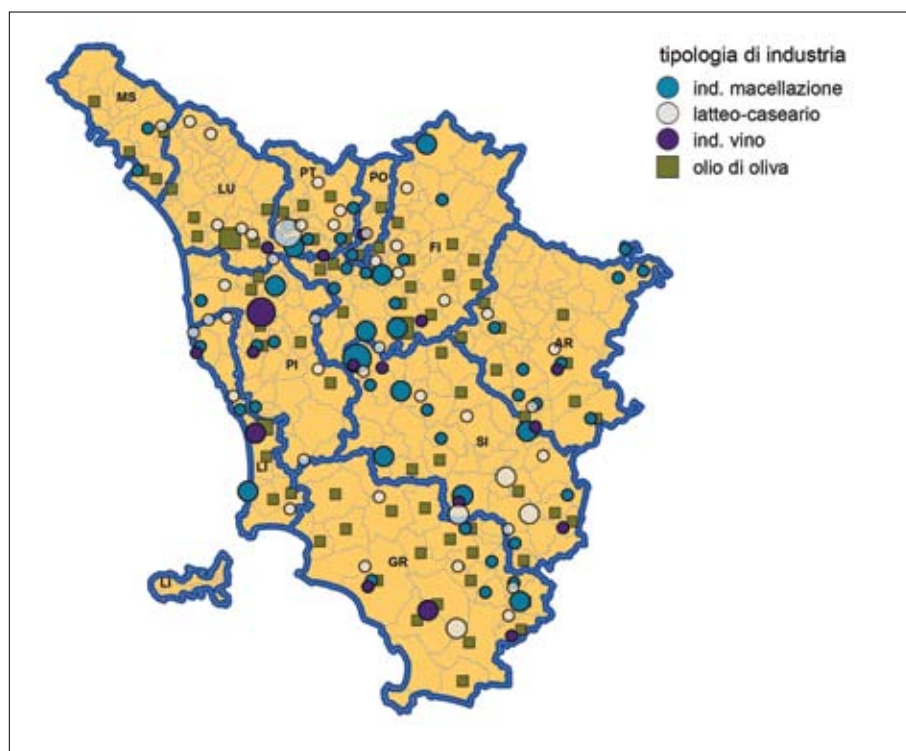 tipologia di industria
ind. macellazione
latteo-caseario
ind. vino
olio di oliva
MS
LU
PT
PO
FI
AR
PI
SI
LI
GR
LI